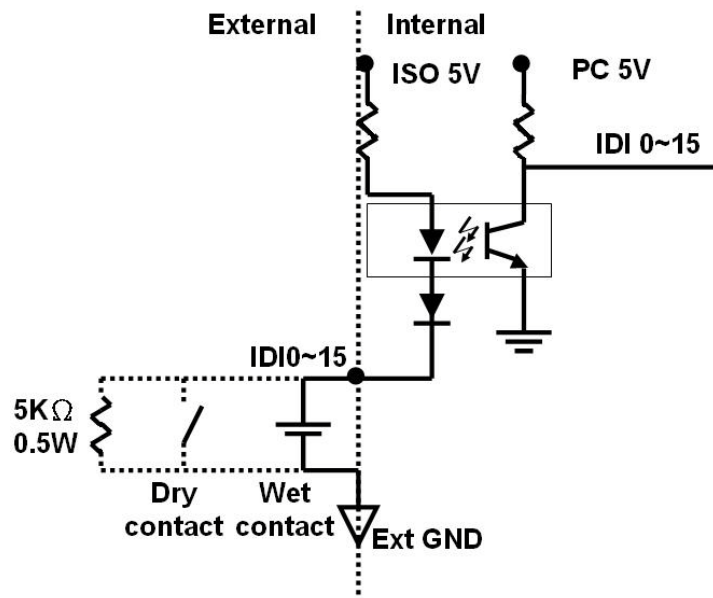 External
Internal
ISO 5V
PC 5V
IDI 0~15
IDI0~15
5KΩ
0.5W
Dry
contact
Wet
contact
Ext GND